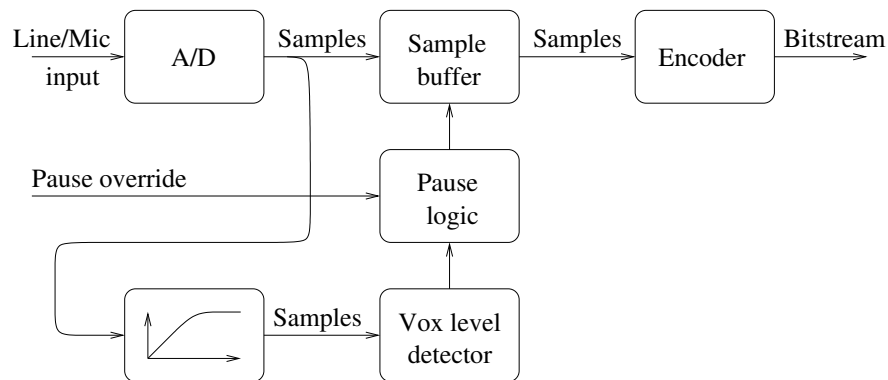 Line/Mic
input
A/D
Samples
Sample
buffer
Samples
Encoder
Bitstream
Pause override
Pause
logic
Samples
Vox level
detector